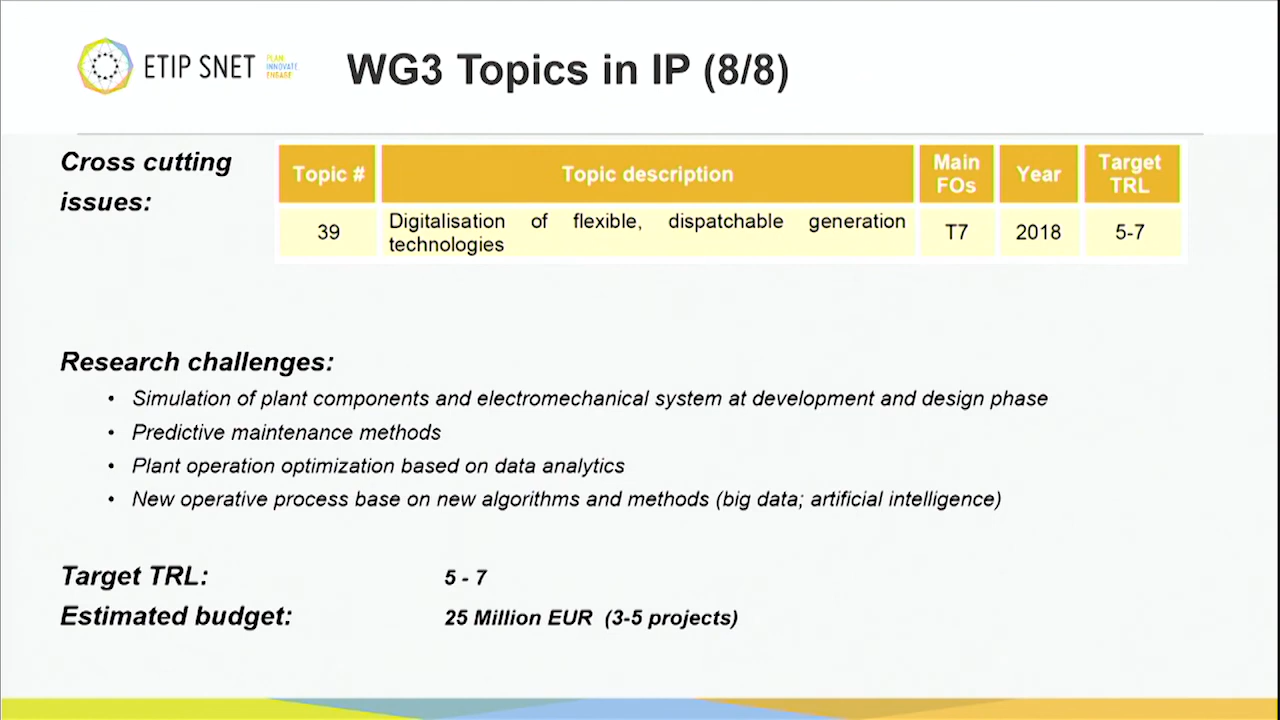 ETIP SNET
PLAN
INNOVATE
ENGAGE
WG3 Topics in IP (8/8)
Cross cutting
issues:
Topic # Topic description Main FOs Year Target TRL
39 Digitalisation of flexible, dispatchable generation technologies T7 2018 5-7
Research challenges:
• Simulation of plant components and electromechanical system at development and design phase
• Predictive maintenance methods
• Plant operation optimization based on data analytics
• New operative process base on new algorithms and methods (big data; artificial intelligence)
Target TRL: 5 - 7
Estimated budget: 25 Million EUR (3-5 projects)